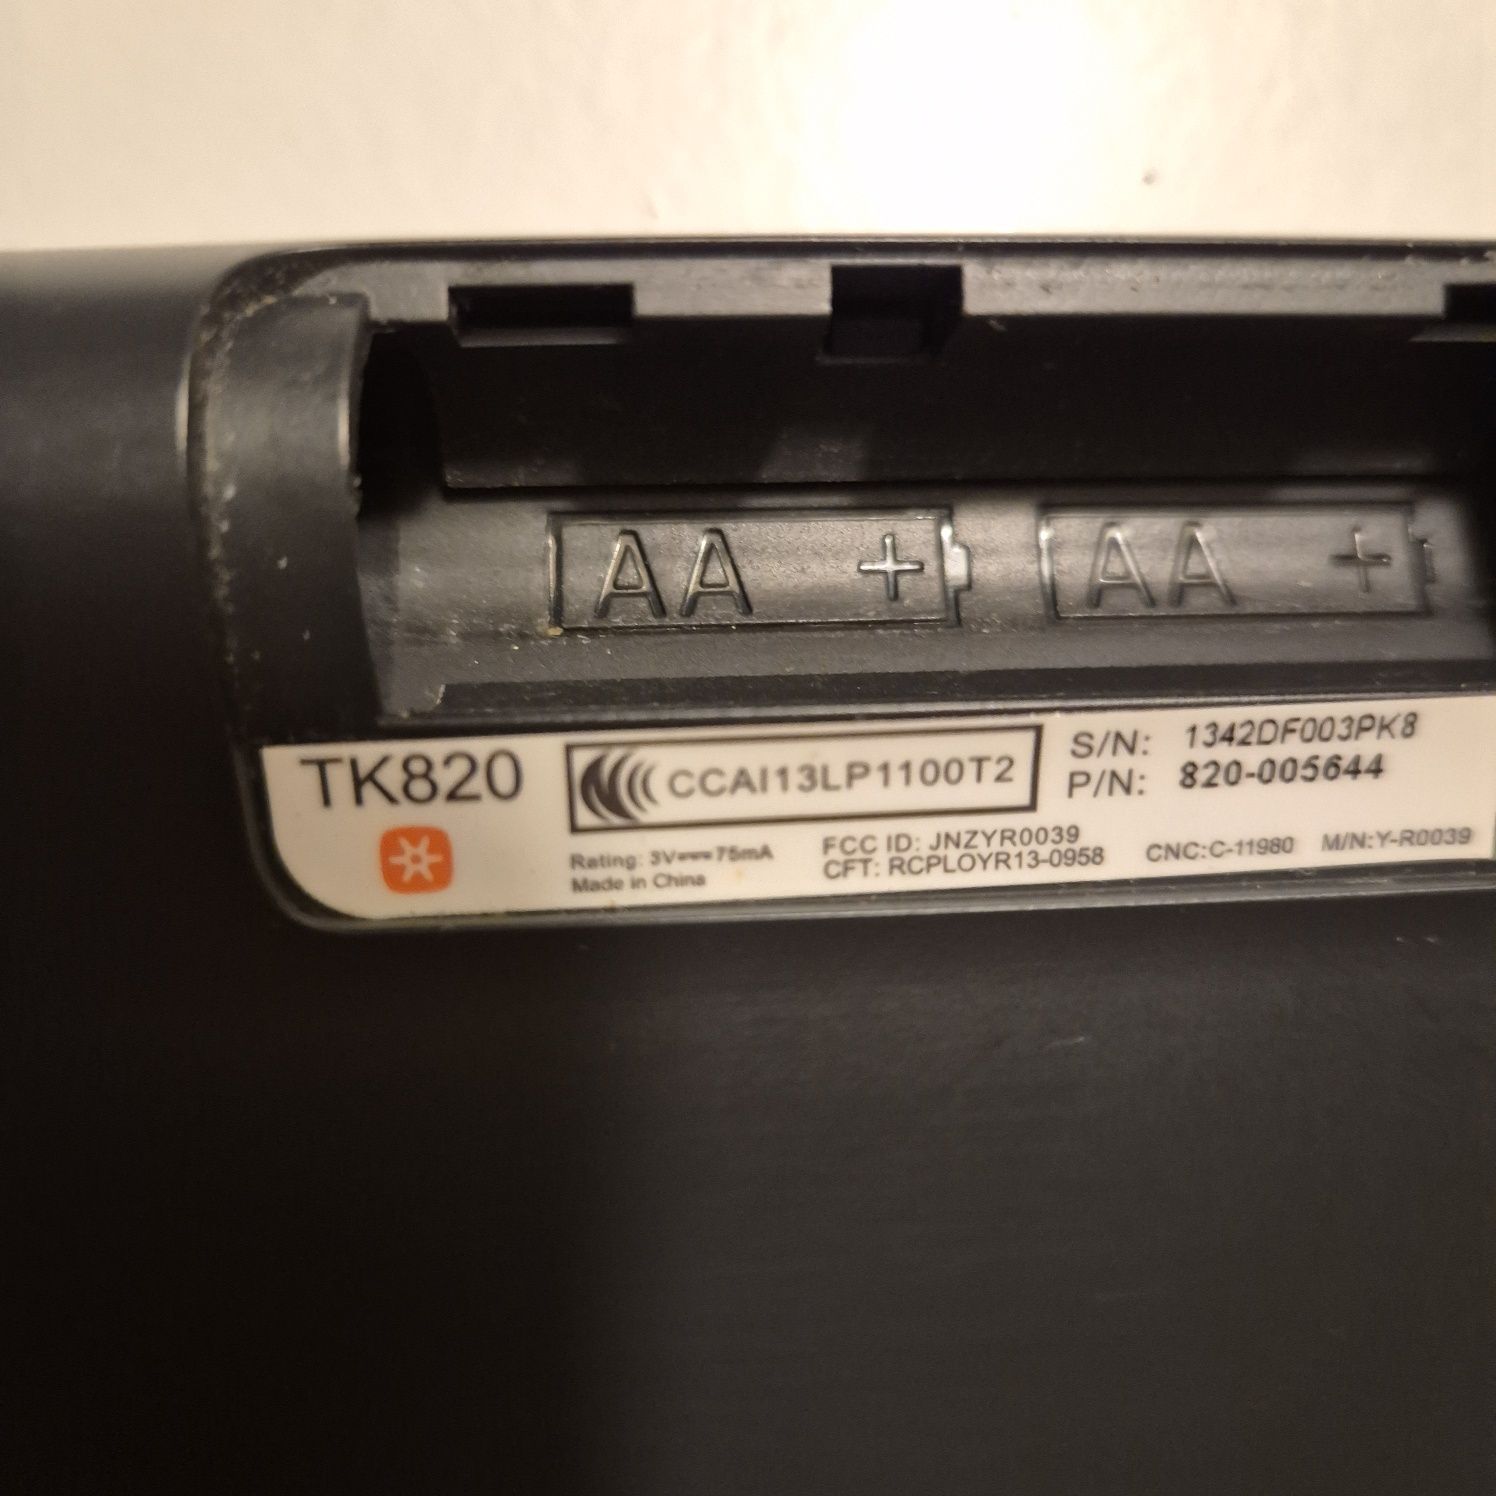 AA + AA +
TK820
CCAI13LP1100T2
S/N: 1342DF003PK8
P/N: 820-005644
Rating: 3V⎓75mA
Made in China
FCC ID: JNZYR0039
CFT: RCPLOYR13-0958
CNC:C-11980 M/N:Y-R0039